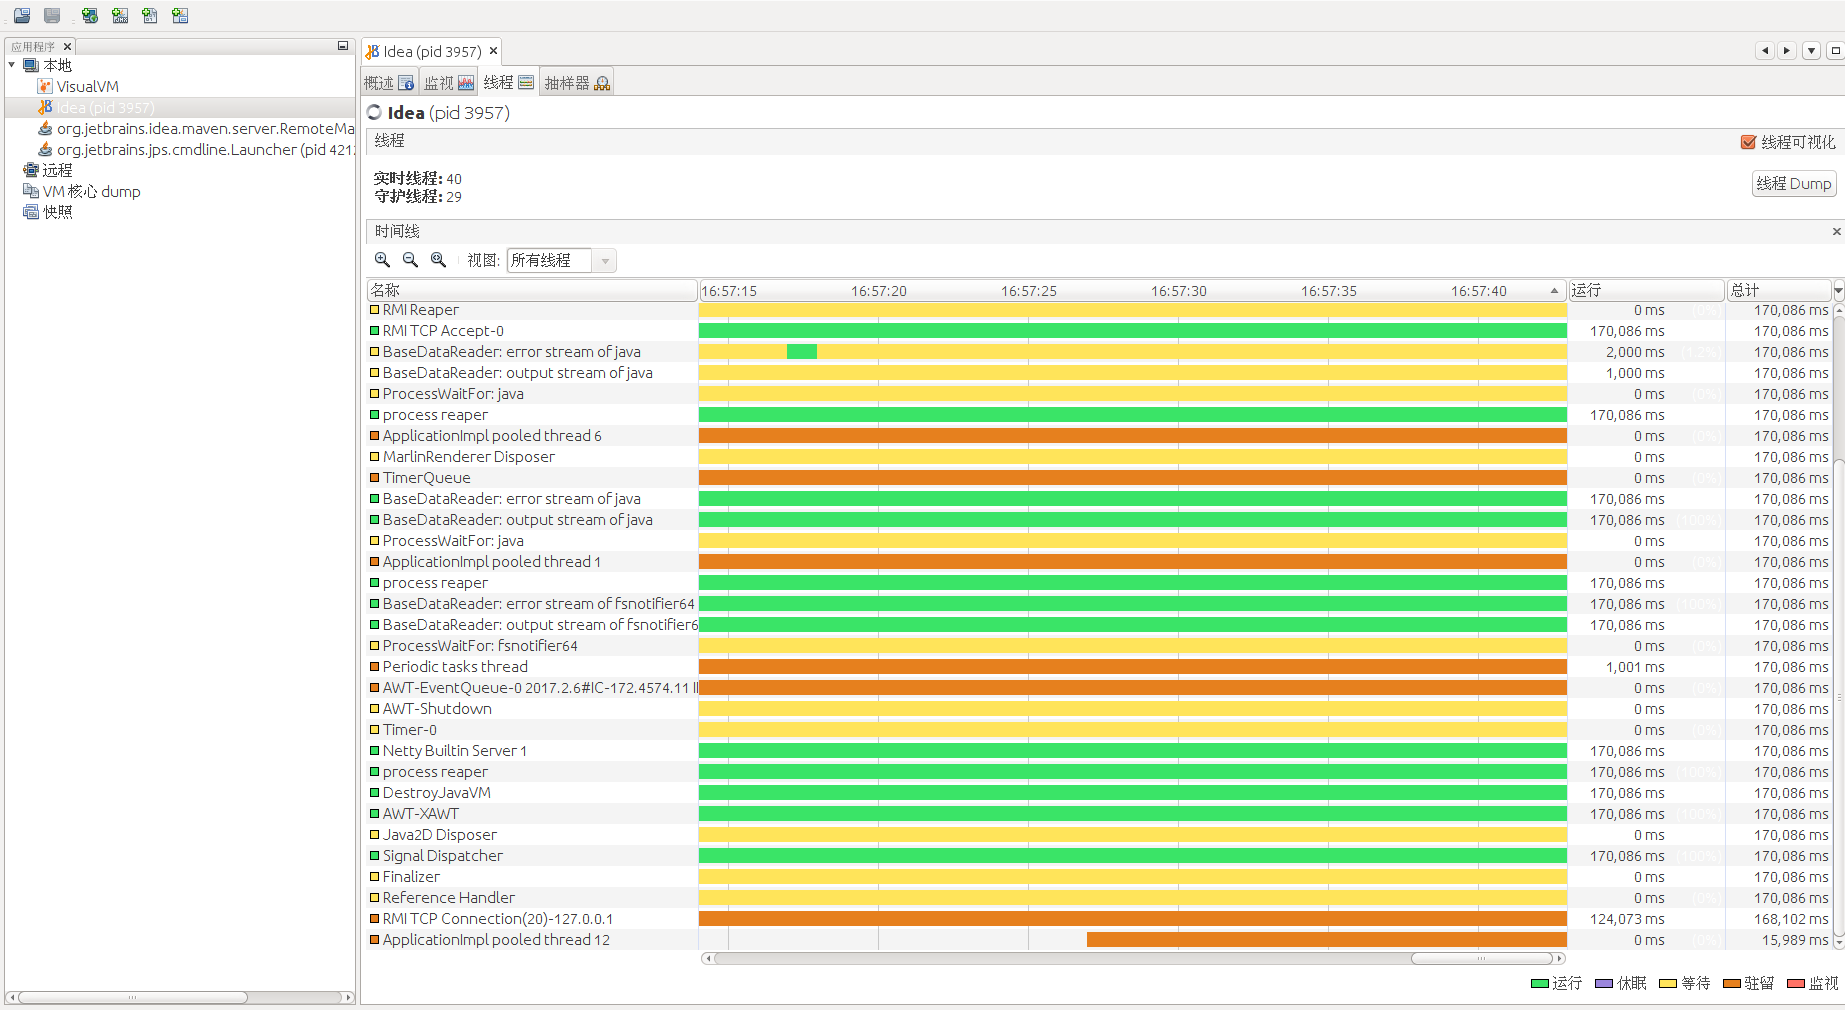 应用程序
本地
VisualVM
Idea (pid 3957)
org.jetbrains.idea.maven.server.RemoteMa
org.jetbrains.jps.cmdline.Launcher (pid 421
远程
VM 核心 dump
快照
Idea (pid 3957)
概述 监视 线程 抽样器
Idea (pid 3957)
线程 线程可视化
实时线程: 40
守护线程: 29
线程 Dump
时间线
视图: 所有线程
名称 16:57:15 16:57:20 16:57:25 16:57:30 16:57:35 16:57:40 运行 总计
RMI Reaper 0 ms (0%) 170,086 ms
RMI TCP Accept-0 170,086 ms 170,086 ms
BaseDataReader: error stream of java 2,000 ms (1.2%) 170,086 ms
BaseDataReader: output stream of java 1,000 ms 170,086 ms
ProcessWaitFor: java 0 ms (0%) 170,086 ms
process reaper 170,086 ms 170,086 ms
ApplicationImpl pooled thread 6 0 ms (0%) 170,086 ms
MarlinRenderer Disposer 0 ms 170,086 ms
TimerQueue 0 ms (0%) 170,086 ms
BaseDataReader: error stream of java 170,086 ms 170,086 ms
BaseDataReader: output stream of java 170,086 ms (100%) 170,086 ms
ProcessWaitFor: java 0 ms 170,086 ms
ApplicationImpl pooled thread 1 0 ms (0%) 170,086 ms
process reaper 170,086 ms 170,086 ms
BaseDataReader: error stream of fsnotifier64 170,086 ms (100%) 170,086 ms
BaseDataReader: output stream of fsnotifier6 170,086 ms 170,086 ms
ProcessWaitFor: fsnotifier64 0 ms (0%) 170,086 ms
Periodic tasks thread 1,001 ms 170,086 ms
AWT-EventQueue-0 2017.2.6#IC-172.4574.11 I 0 ms (0%) 170,086 ms
AWT-Shutdown 0 ms 170,086 ms
Timer-0 0 ms (0%) 170,086 ms
Netty Builtin Server 1 170,086 ms 170,086 ms
process reaper 170,086 ms (100%) 170,086 ms
DestroyJavaVM 170,086 ms 170,086 ms
AWT-XAWT 170,086 ms (100%) 170,086 ms
Java2D Disposer 0 ms 170,086 ms
Signal Dispatcher 170,086 ms (100%) 170,086 ms
Finalizer 0 ms 170,086 ms
Reference Handler 0 ms (0%) 170,086 ms
RMI TCP Connection(20)-127.0.0.1 124,073 ms 168,102 ms
ApplicationImpl pooled thread 12 0 ms (0%) 15,989 ms
运行 休眠 等待 驻留 监视